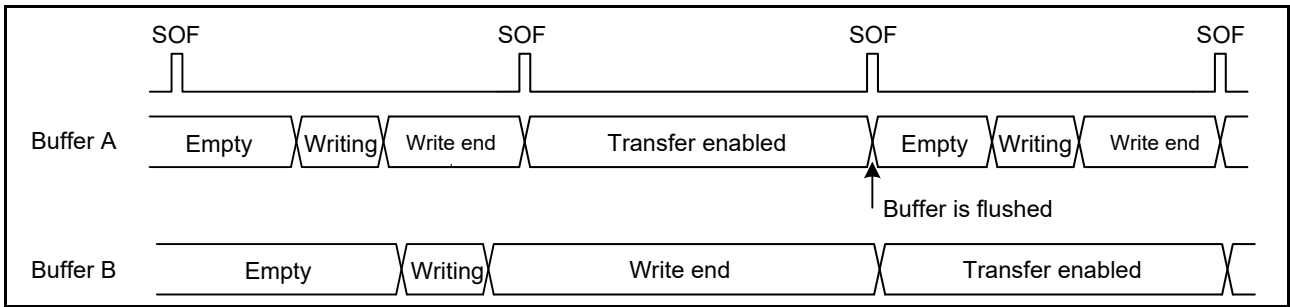 SOF SOF SOF SOF
Buffer A Empty Writing Write end Transfer enabled Empty Writing Write end
Buffer is flushed
Buffer B Empty Writing Write end Transfer enabled